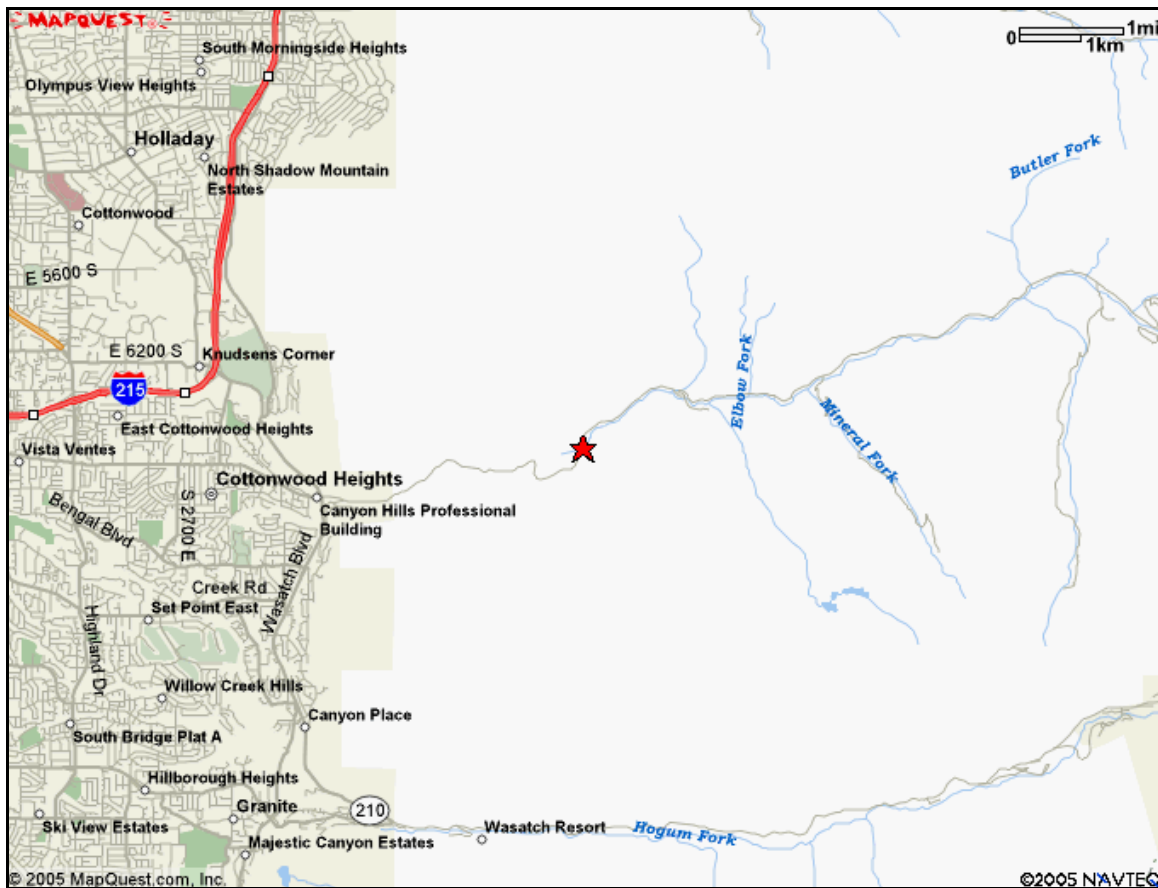 MAPQUEST
South Morningside Heights
Olympus View Heights
Holladay
North Shadow Mountain
Estates
Cottonwood
E 5600 S
E 6200 S
Knudsens Corner
215
East Cottonwood Heights
Vista Ventes
Cottonwood Heights
S 2700 E
Bengal Blvd
Canyon Hills Professional
Building
Wasatch Blvd
Creek Rd
Set Point East
Highland Dr
Willow Creek Hills
Canyon Place
South Bridge Plat A
Hillborough Heights
Granite
210
Ski View Estates
Majestic Canyon Estates
Wasatch Resort
Hogum Fork
Elbow Fork
Mineral Fork
Butler Fork
0
1mi
1km
© 2005 MapQuest.com, Inc.
©2005 NAVTEQ